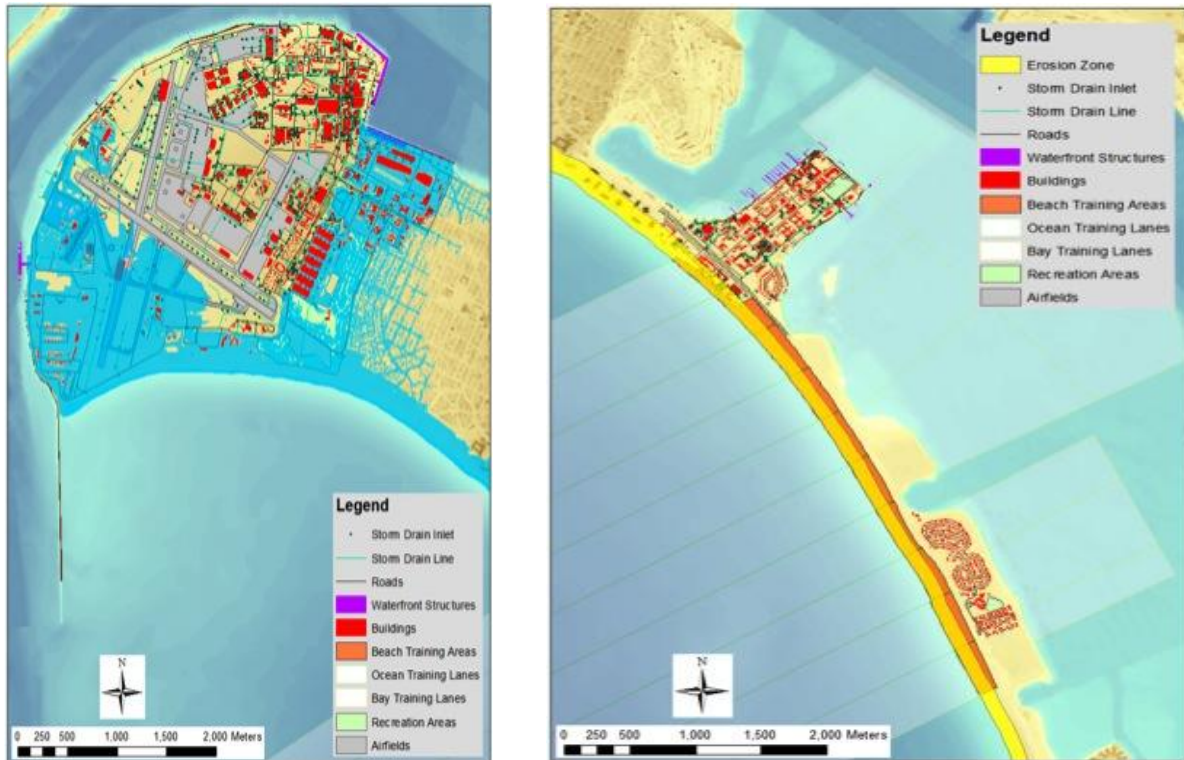 Legend
Storm Drain Inlet
Storm Drain Line
Roads
Waterfront Structures
Buildings
Beach Training Areas
Ocean Training Lanes
Bay Training Lanes
Recreation Areas
Airfields
N
0 250 500 1,000 1,500 2,000 Meters
Legend
Erosion Zone
Storm Drain Inlet
Storm Drain Line
Roads
Waterfront Structures
Buildings
Beach Training Areas
Ocean Training Lanes
Bay Training Lanes
Recreation Areas
Airfields
N
0 250 500 1,000 1,500 2,000 Meters